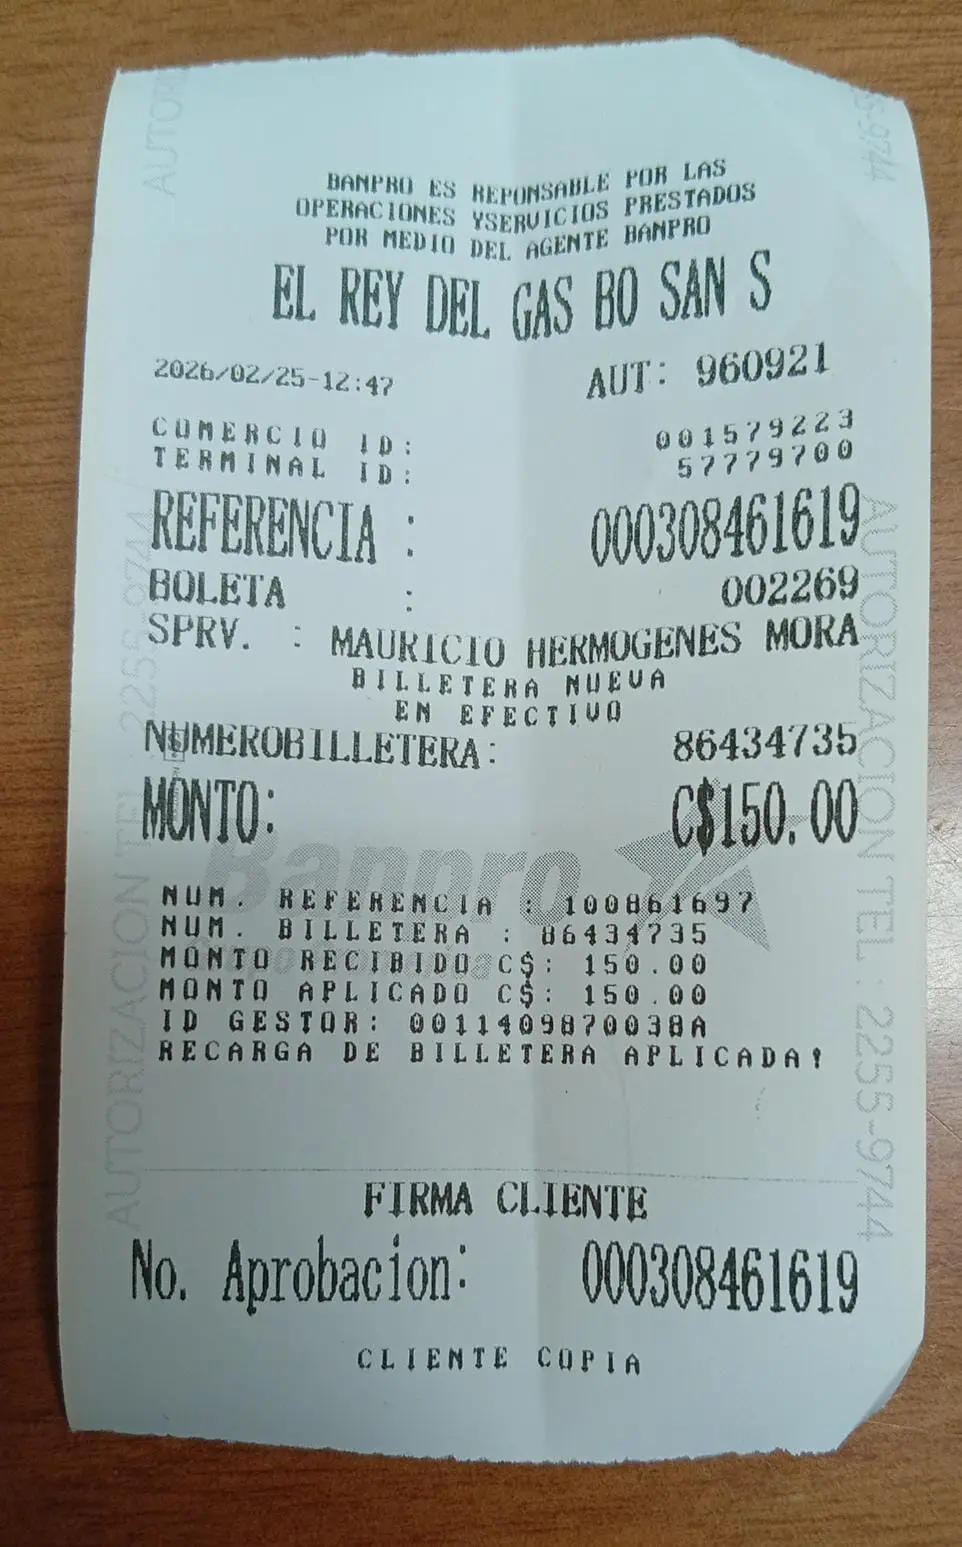 BANPRO ES REPONSABLE POR LAS
OPERACIONES YSERVICIOS PRESTADOS
POR MEDIO DEL AGENTE BANPRO
EL REY DEL GAS BO SAN S
2026/02/25-12:47 AUT: 960921
COMERCIO ID: 001579223
TERMINAL ID: 57779700
REFERENCIA : 000308461619
BOLETA : 002269
SPRV. : MAURICIO HERMOGENES MORA
BILLETERA NUEVA
EN EFECTIVO
NUMEROBILLETERA: 86434735
MONTO: C$150.00
Banpro
NUM. REFERENCIA : 100861697
NUM. BILLETERA : 86434735
MONTO RECIBIDO C$: 150.00
MONTO APLICADO C$: 150.00
ID GESTOR: 0011409870038A
RECARGA DE BILLETERA APLICADA!
FIRMA CLIENTE
No. Aprobacion: 000308461619
CLIENTE COPIA
AUTORIZACION TEL: 2255-9744
AUTORIZACION TEL: 2255-9744